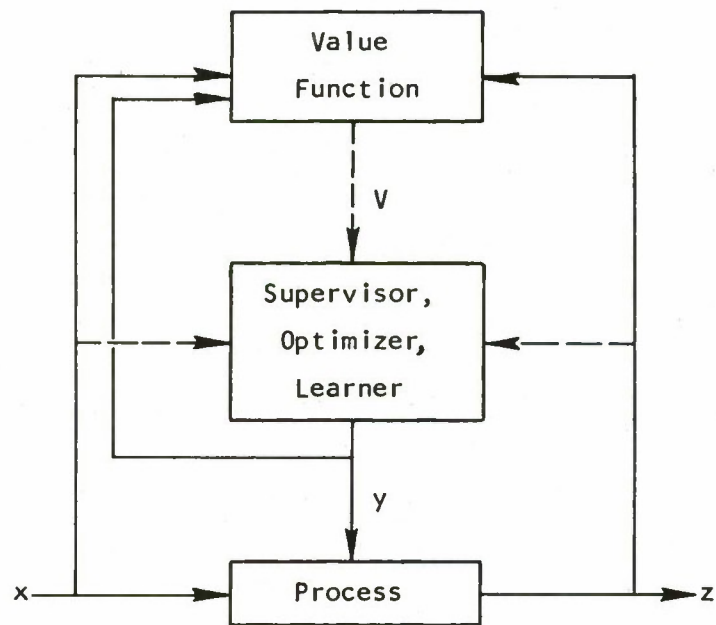 Value
Function
V
Supervisor,
Optimizer,
Learner
y
x
Process
z